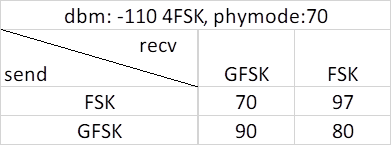 dbm: -110 4FSK, phymode:70
recv
send GFSK FSK
FSK 70 97
GFSK 90 80